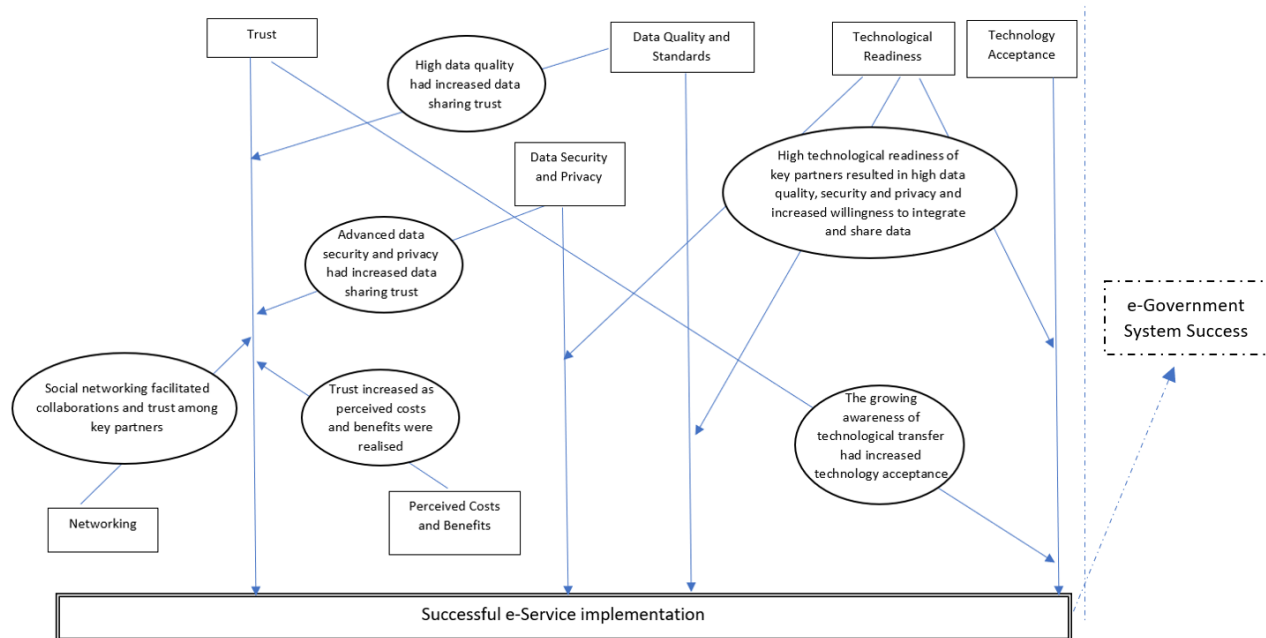 Trust
High data quality
had increased data
sharing trust
Data Quality and
Standards
Technological
Readiness
Technology
Acceptance
Data Security
and Privacy
High technological readiness of
key partners resulted in high data
quality, security and privacy and
increased willingness to integrate
and share data
Advanced data
security and privacy
had increased data
sharing trust
e-Government
System Success
Social networking facilitated
collaborations and trust among
key partners
Trust increased as
perceived costs
and benefits were
realised
The growing
awareness of
technological transfer
had increased
technology acceptance
Networking
Perceived Costs
and Benefits
Successful e-Service implementation